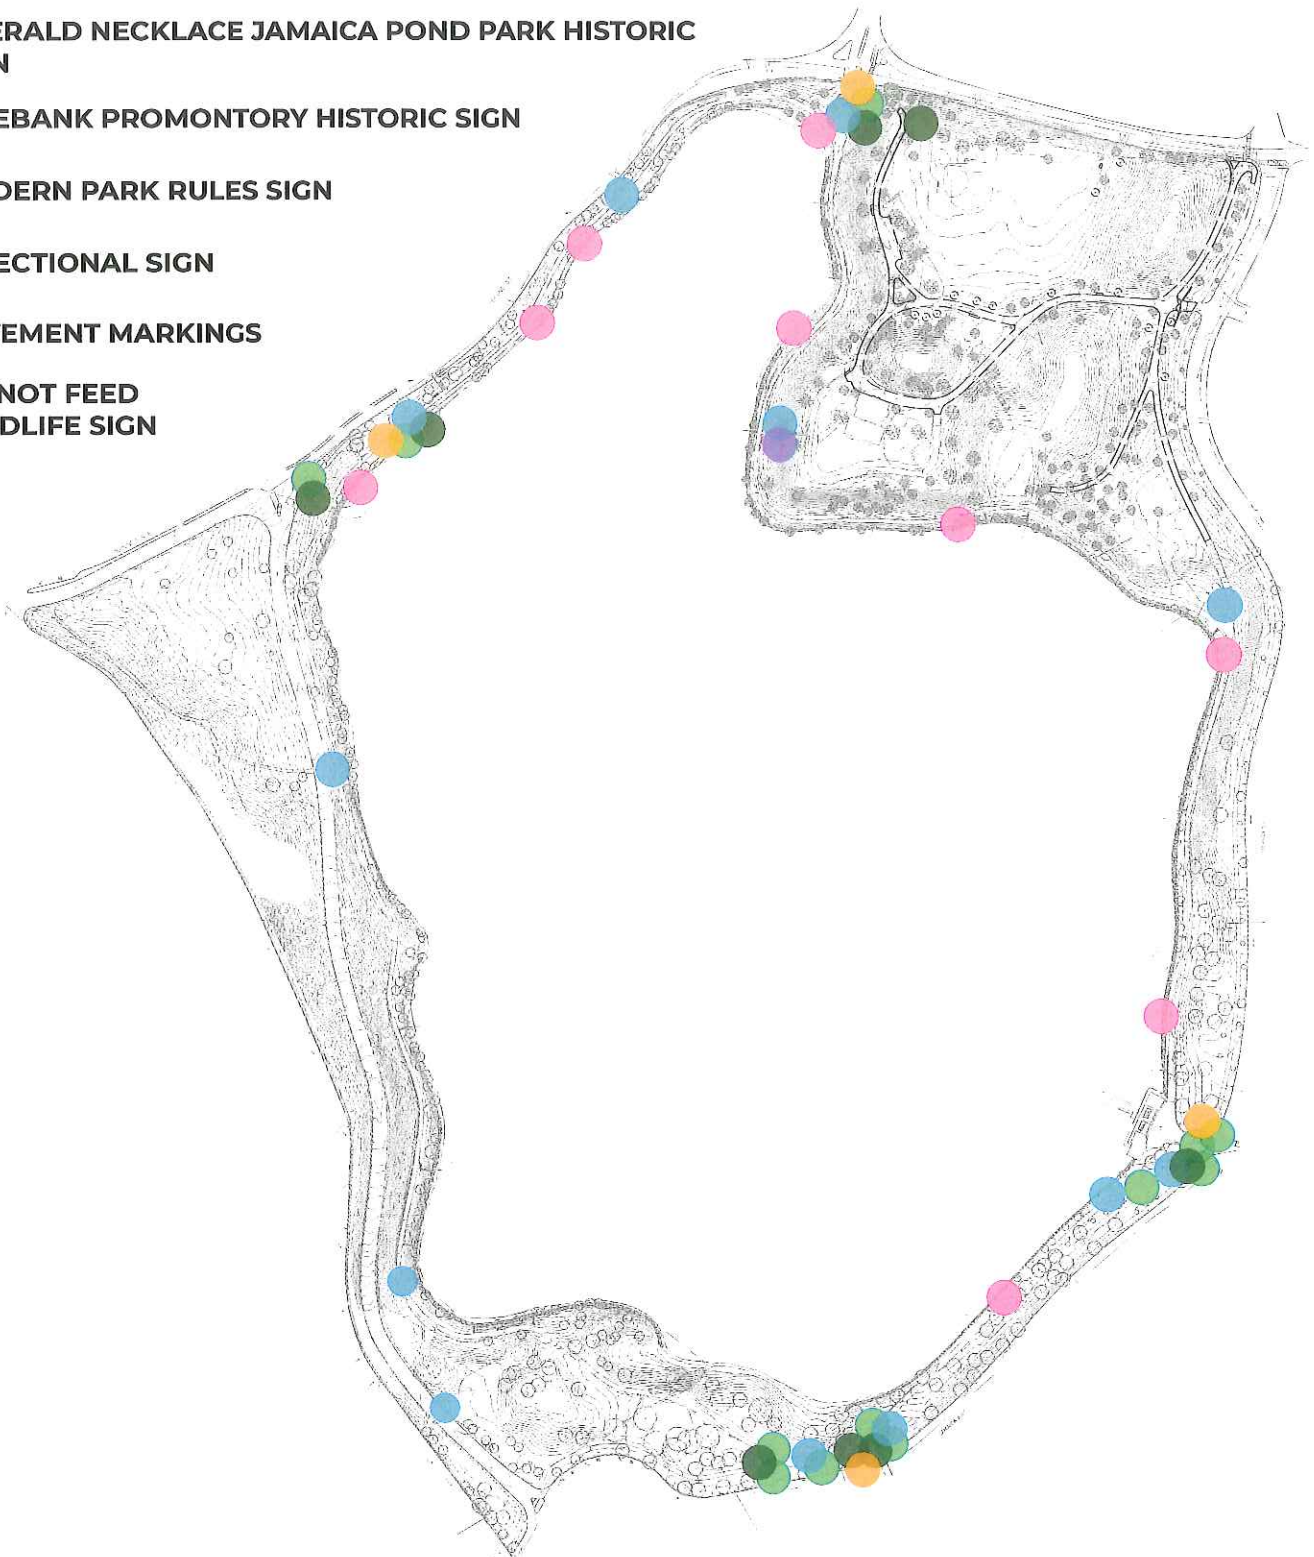 ERALD NECKLACE JAMAICA POND PARK HISTORIC
N
EBANK PROMONTORY HISTORIC SIGN
DERN PARK RULES SIGN
ECTIONAL SIGN
EMENT MARKINGS
NOT FEED
DLIFE SIGN